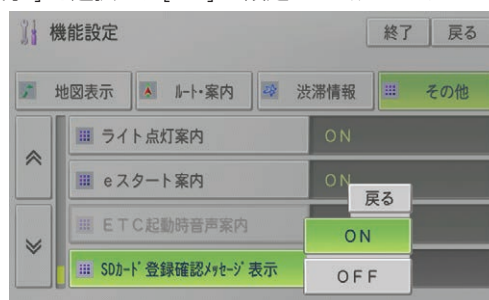 機能設定
終了
戻る
地図表示
ルート・案内
渋滞情報
その他
ライト点灯案内 ON
eスタート案内 ON
戻る
ETC起動時音声案内
ON
SDカード登録確認メッセージ表示
OFF